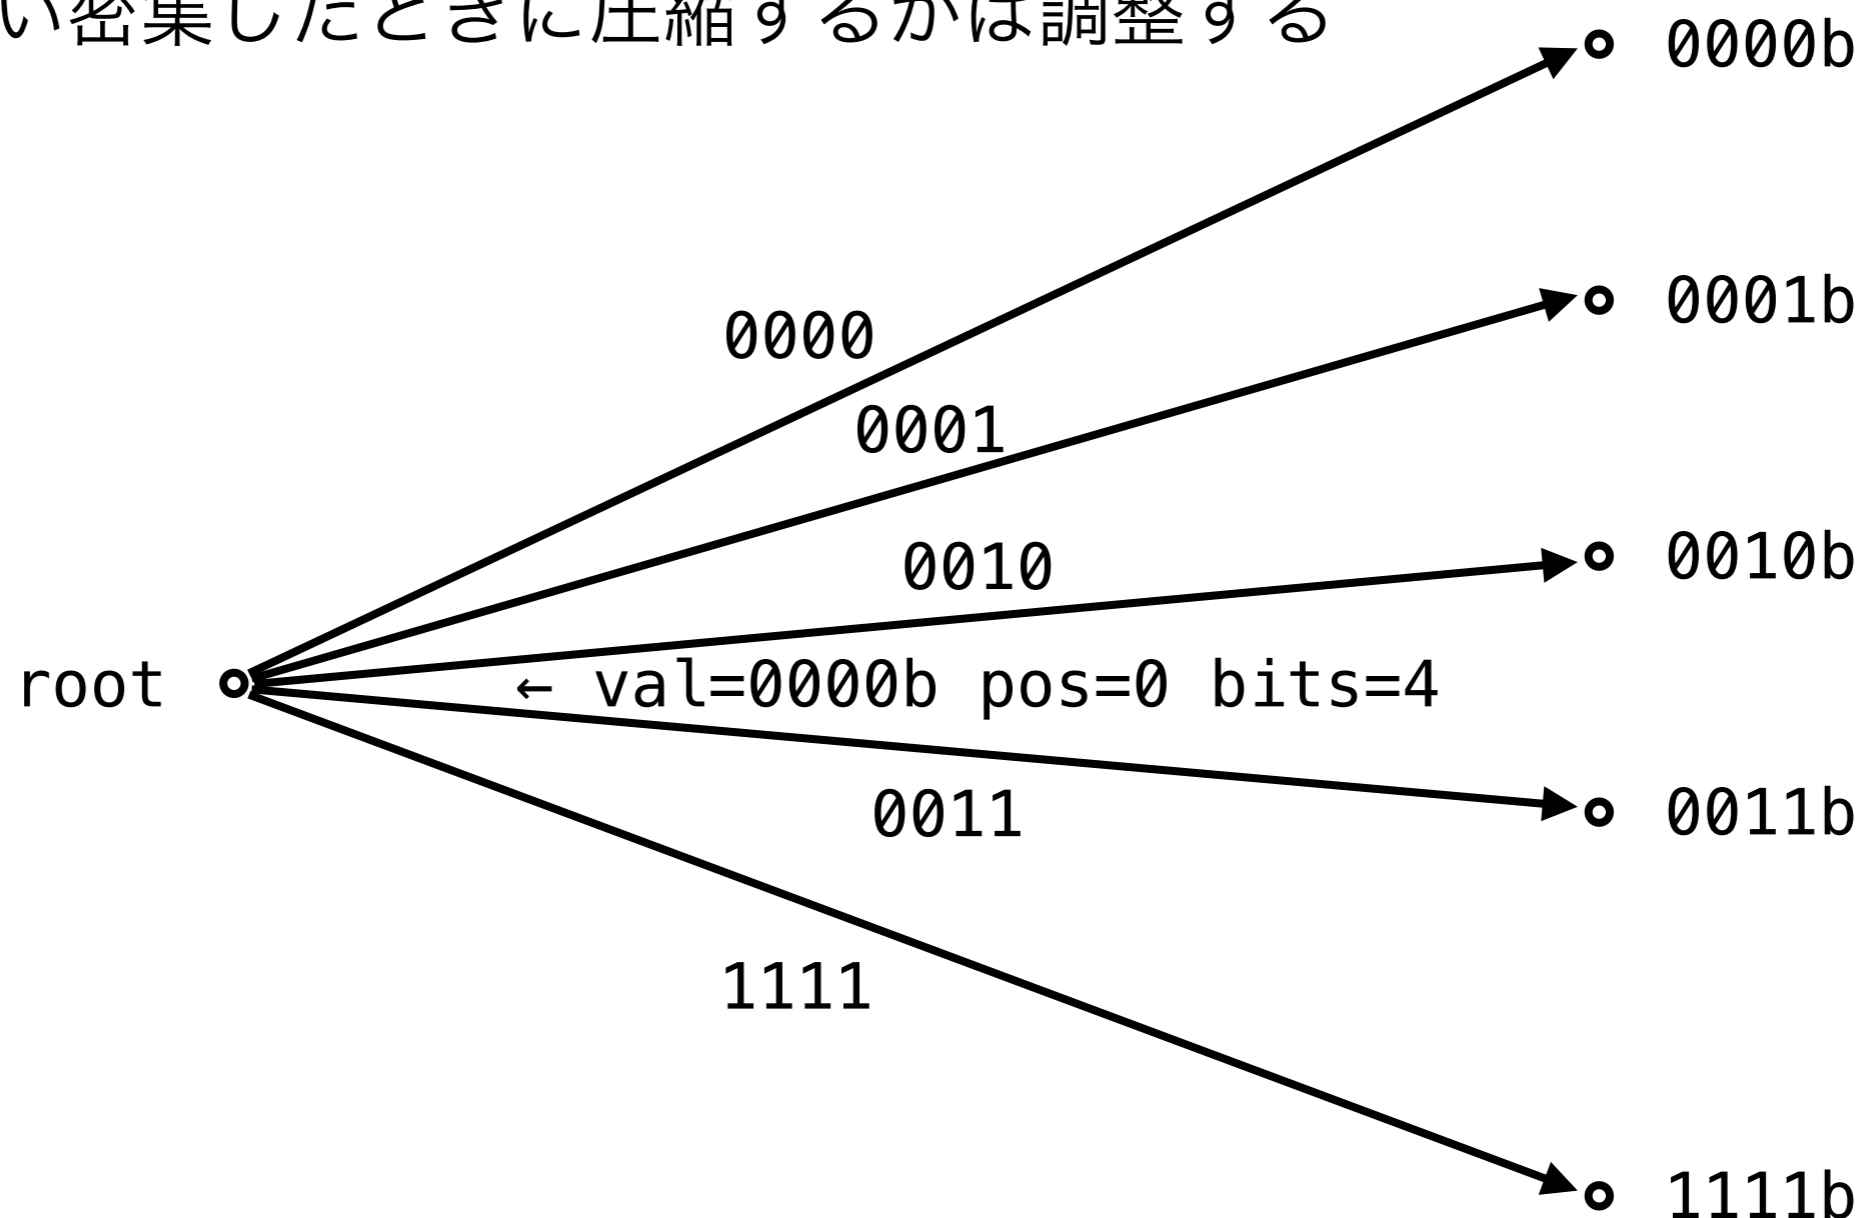 い密集したときに圧縮するかは調整する
0000b
0001b
0000
0001
0010
0010b
root
← val=0000b pos=0 bits=4
0011
0011b
1111
1111b